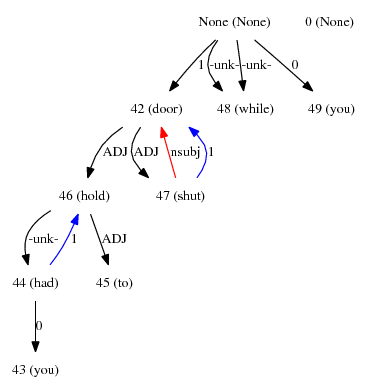 None (None) 0 (None)
1 -unk- -unk- 0
42 (door) 48 (while) 49 (you)
ADJ ADJ nsubj 1
46 (hold) 47 (shut)
-unk- 1 ADJ
44 (had) 45 (to)
0
43 (you)